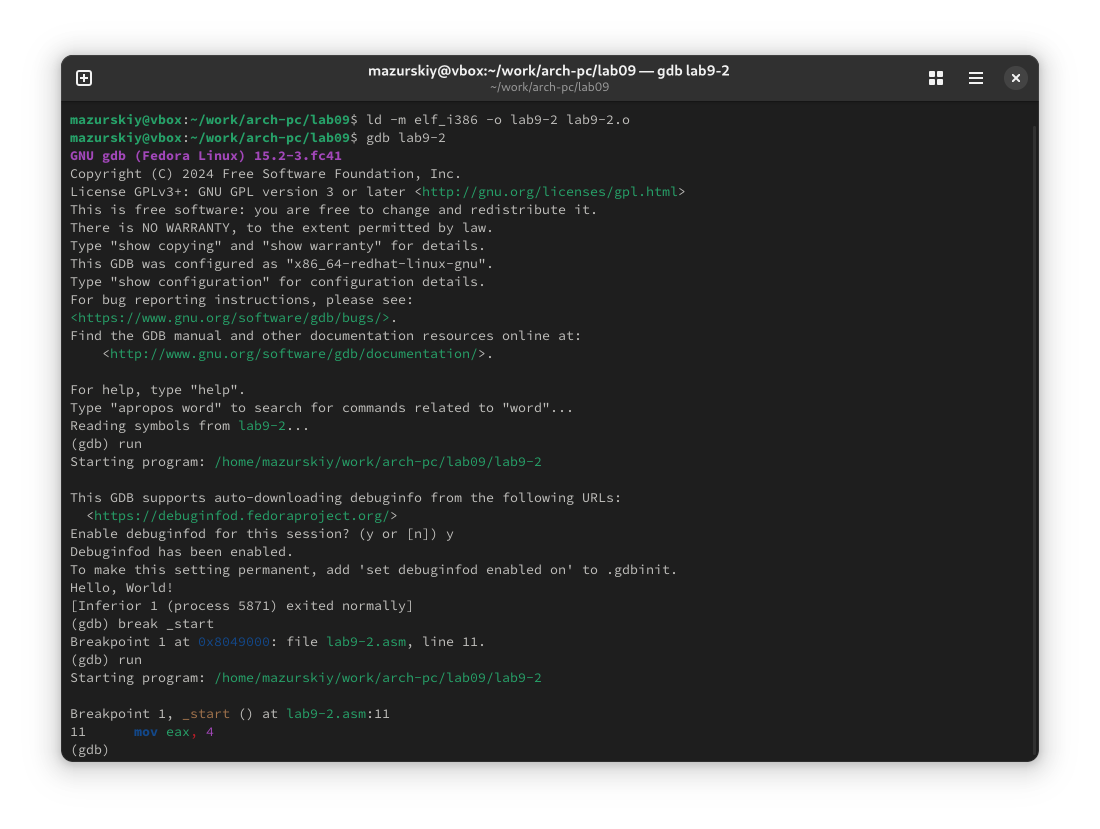 mazurskiy@vbox:~/work/arch-pc/lab09 — gdb lab9-2
~/work/arch-pc/lab09
mazurskiy@vbox:~/work/arch-pc/lab09$ ld -m elf_i386 -o lab9-2 lab9-2.o
mazurskiy@vbox:~/work/arch-pc/lab09$ gdb lab9-2
GNU gdb (Fedora Linux) 15.2-3.fc41
Copyright (C) 2024 Free Software Foundation, Inc.
License GPLv3+: GNU GPL version 3 or later <http://gnu.org/licenses/gpl.html>
This is free software: you are free to change and redistribute it.
There is NO WARRANTY, to the extent permitted by law.
Type "show copying" and "show warranty" for details.
This GDB was configured as "x86_64-redhat-linux-gnu".
Type "show configuration" for configuration details.
For bug reporting instructions, please see:
<https://www.gnu.org/software/gdb/bugs/>.
Find the GDB manual and other documentation resources online at:
    <http://www.gnu.org/software/gdb/documentation/>.
For help, type "help".
Type "apropos word" to search for commands related to "word"...
Reading symbols from lab9-2...
(gdb) run
Starting program: /home/mazurskiy/work/arch-pc/lab09/lab9-2
This GDB supports auto-downloading debuginfo from the following URLs:
  <https://debuginfod.fedoraproject.org/>
Enable debuginfod for this session? (y or [n]) y
Debuginfod has been enabled.
To make this setting permanent, add 'set debuginfod enabled on' to .gdbinit.
Hello, World!
[Inferior 1 (process 5871) exited normally]
(gdb) break _start
Breakpoint 1 at 0x8049000: file lab9-2.asm, line 11.
(gdb) run
Starting program: /home/mazurskiy/work/arch-pc/lab09/lab9-2
Breakpoint 1, _start () at lab9-2.asm:11
11      mov eax, 4
(gdb)